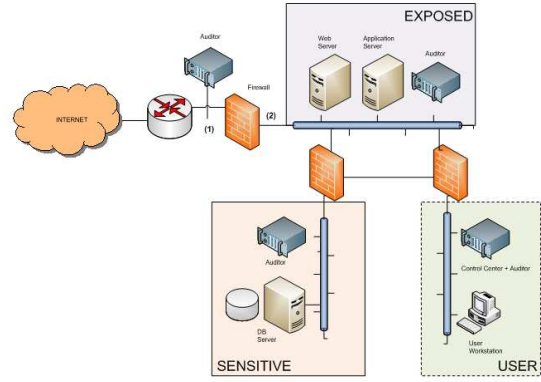 EXPOSED
Auditor
Web
Server
Application
Server
Auditor
Firewall
INTERNET
(1)
(2)
Auditor
DB
Server
SENSITIVE
Control Center + Auditor
User
Workstation
USER